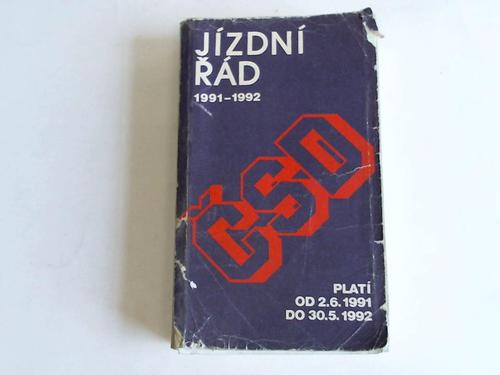 JÍZDNÍ
ŘÁD
1991–1992
ČSD
PLATÍ
OD 2.6.1991
DO 30.5.1992